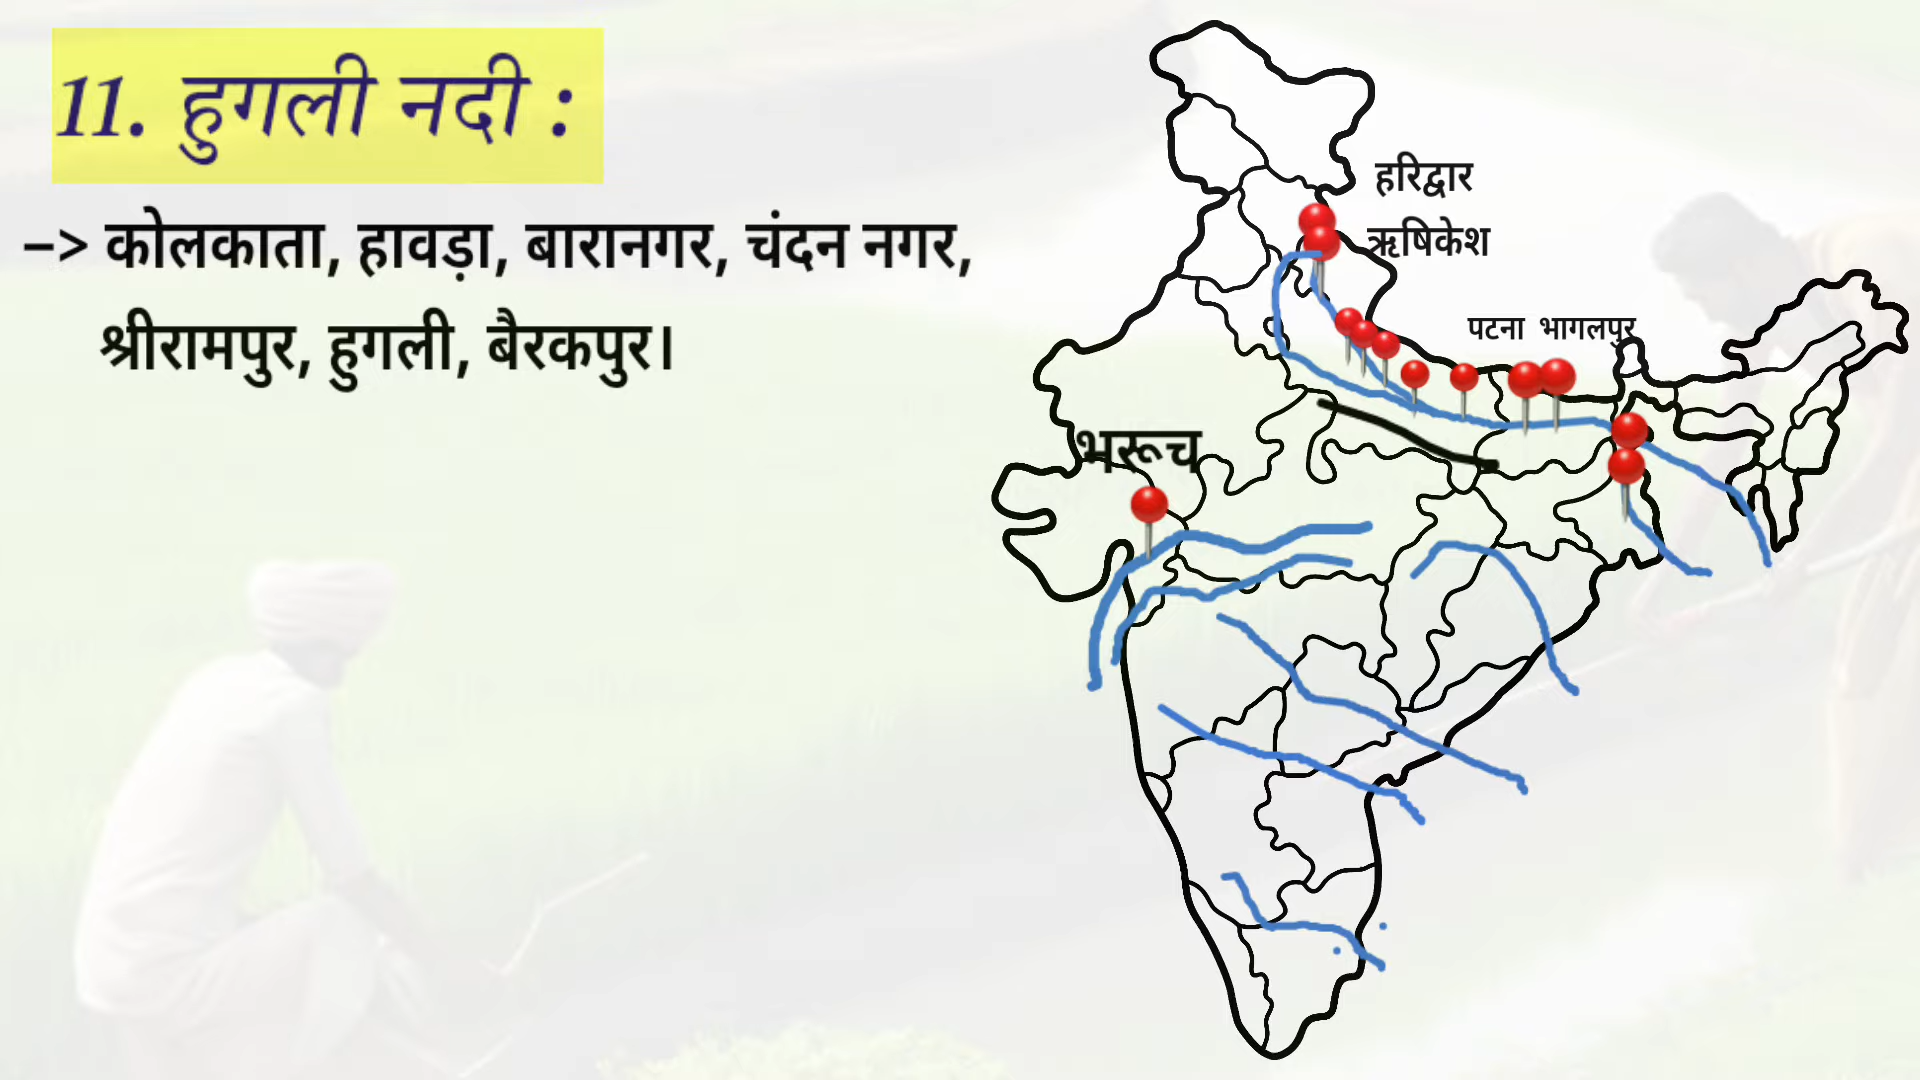 11. हुगली नदी :
–> कोलकाता, हावड़ा, बारानगर, चंदन नगर,
श्रीरामपुर, हुगली, बैरकपुर।
हरिद्वार
ऋषिकेश
पटना भागलपुर
भरूच